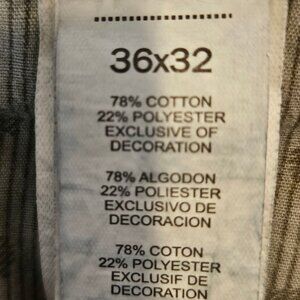 36x32
78% COTTON
22% POLYESTER
EXCLUSIVE OF
DECORATION
78% ALGODON
22% POLIESTER
EXCLUSIVO DE
DECORACION
78% COTON
22% POLYESTER
EXCLUSIF DE
DECORATION